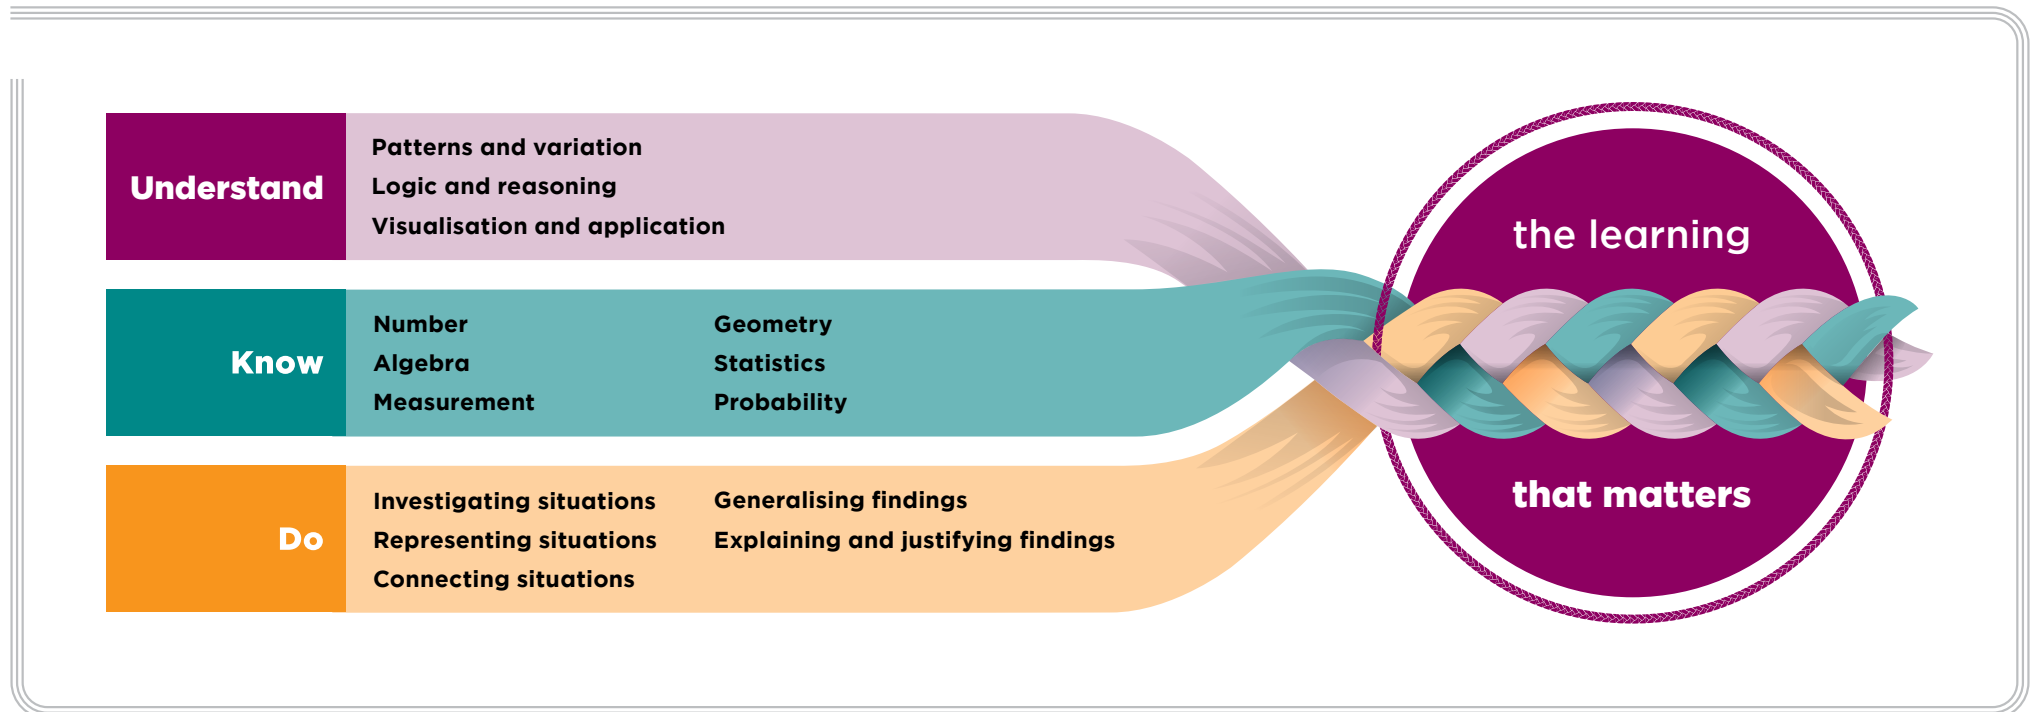 Understand
Patterns and variation
Logic and reasoning
Visualisation and application
Know
Number
Algebra
Measurement
Geometry
Statistics
Probability
Do
Investigating situations
Representing situations
Connecting situations
Generalising findings
Explaining and justifying findings
the learning
that matters